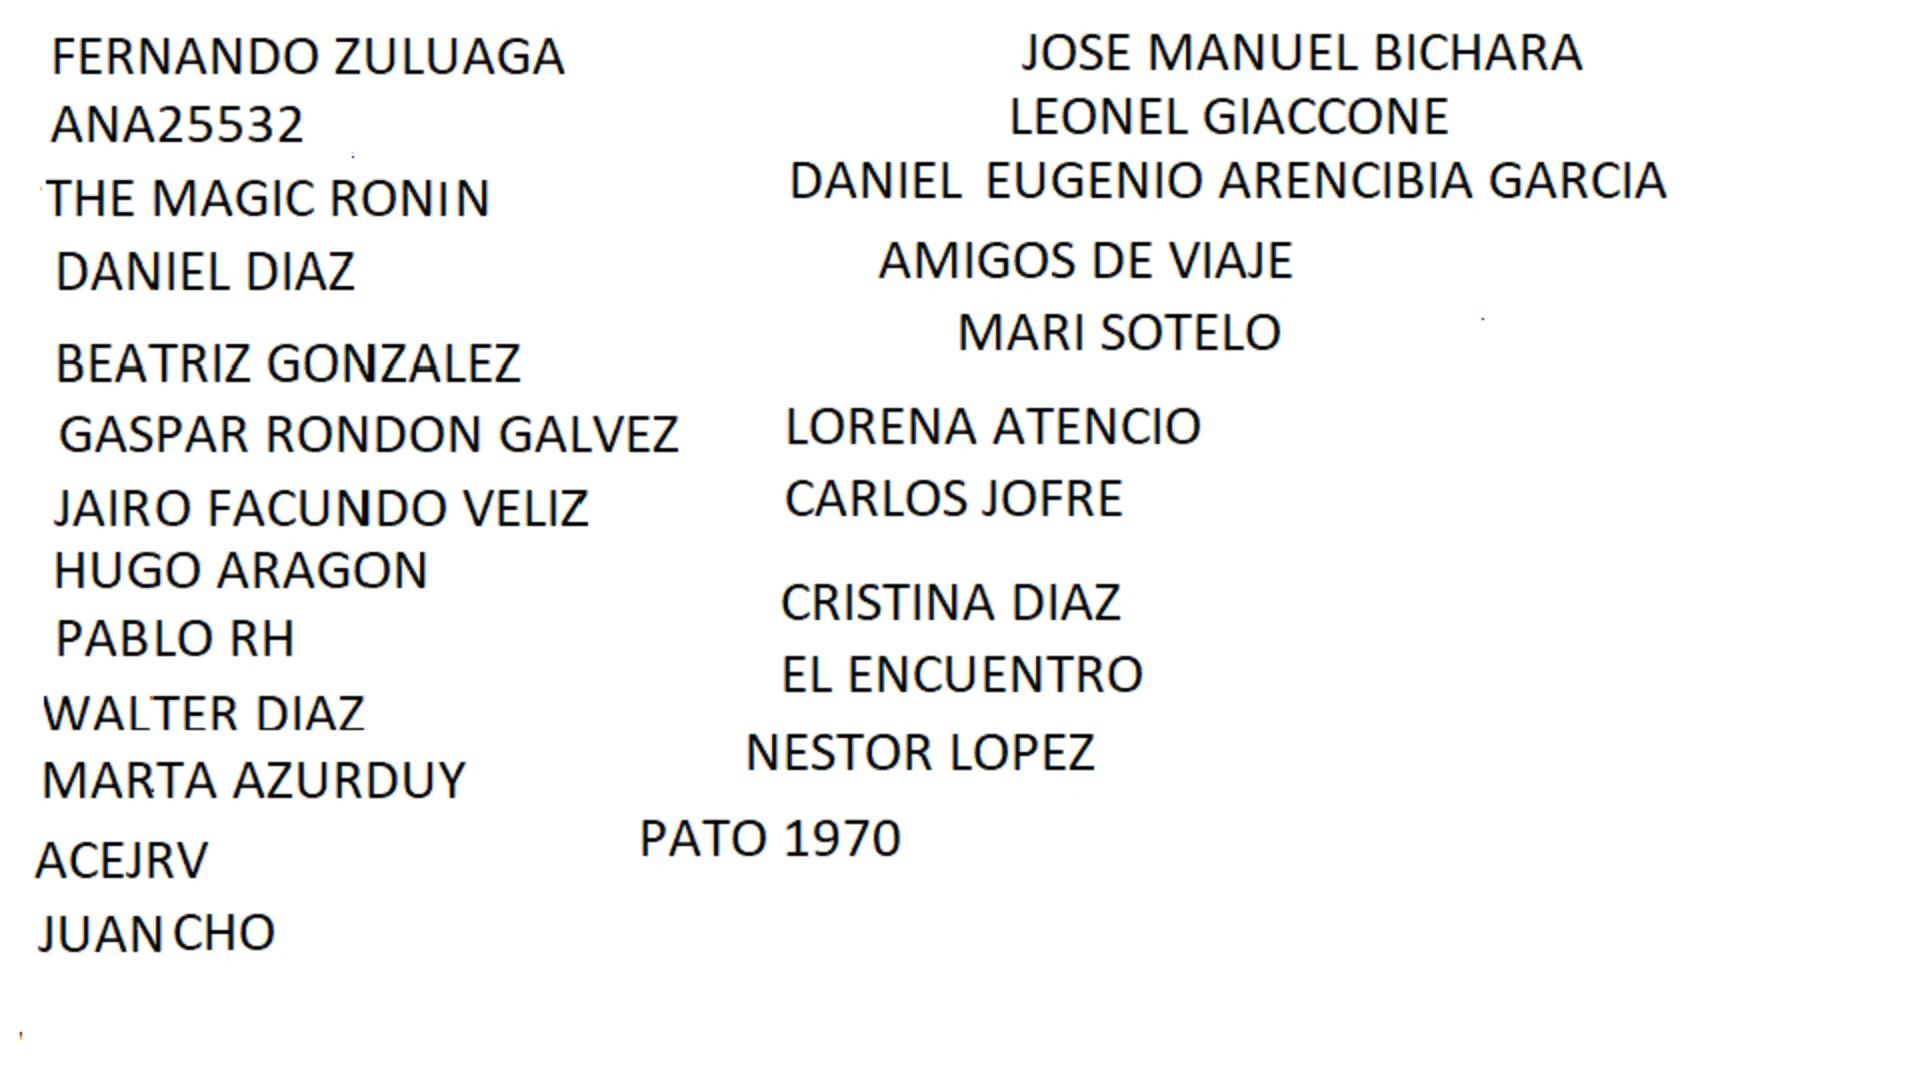 FERNANDO ZULUAGA
ANA25532
THE MAGIC RONIN
DANIEL DIAZ
BEATRIZ GONZALEZ
GASPAR RONDON GALVEZ
JAIRO FACUNDO VELIZ
HUGO ARAGON
PABLO RH
WALTER DIAZ
MARTA AZURDUY
ACEJRV
JUAN CHO
JOSE MANUEL BICHARA
LEONEL GIACCONE
DANIEL EUGENIO ARENCIBIA GARCIA
AMIGOS DE VIAJE
MARI SOTELO
LORENA ATENCIO
CARLOS JOFRE
CRISTINA DIAZ
EL ENCUENTRO
NESTOR LOPEZ
PATO 1970